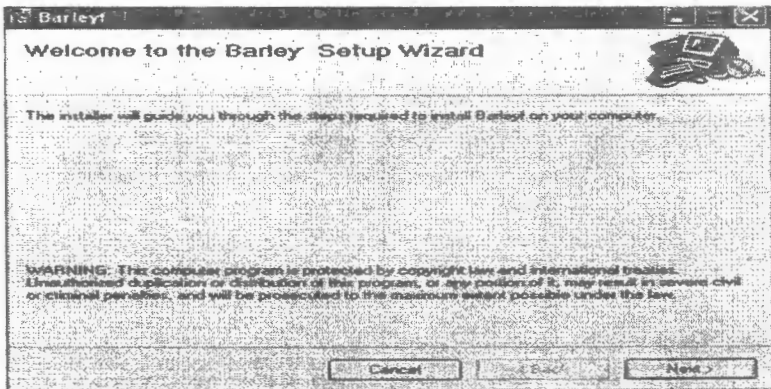 Barleyf
Welcome to the Barley Setup Wizard
The installer will guide you through the steps required to install Barleyf on your computer.
WARNING: This computer program is protected by copyright law and international treaties.
Unauthorized duplication or distribution of this program, or any portion of it, may result in severe civil
or criminal penalties, and will be prosecuted to the maximum extent possible under the law.
Cancel
< Back
Next >